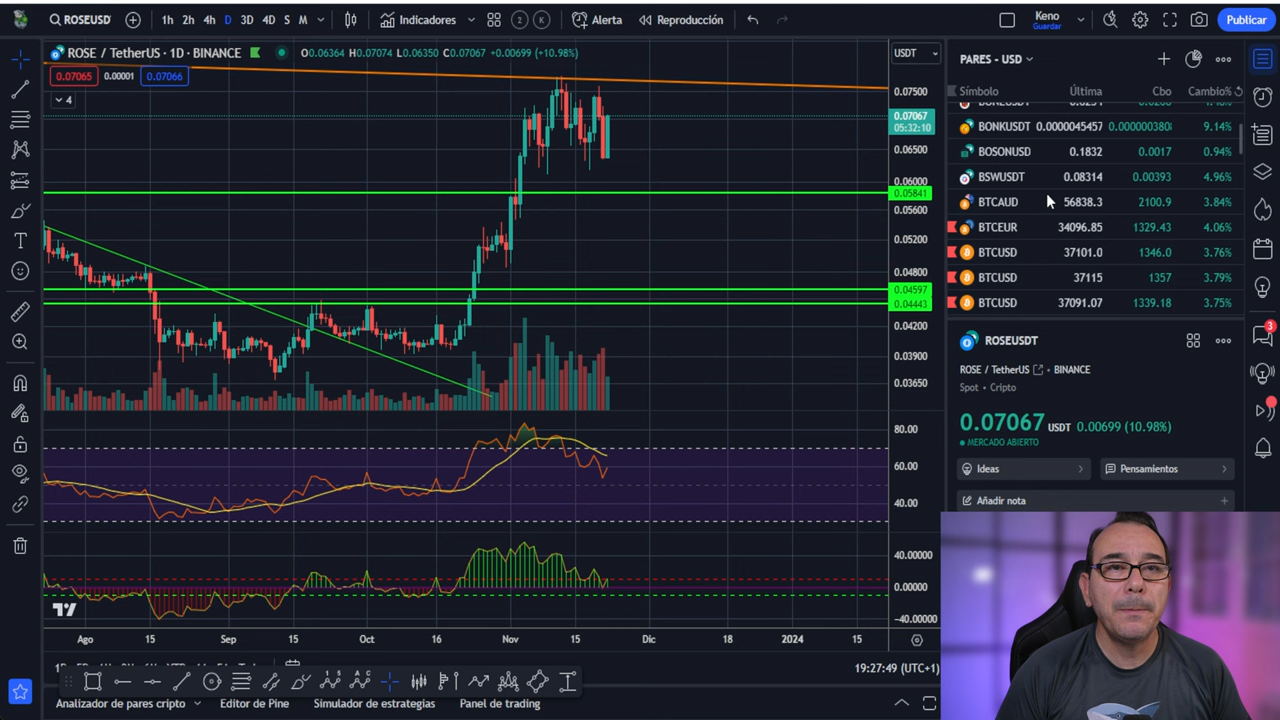 ROSEUSD
1h 2h 4h D 3D 4D S M
Indicadores
2 K
Alerta
Reproducción
Keno
Guardar
Publicar
ROSE / TetherUS · 1D · BINANCE
O0.06364 H0.07074 L0.06350 C0.07067 +0.00699 (+10.98%)
USDT
0.07065 0.00001 0.07066
4
0.07500
0.07067
05:32:10
0.06500
0.06000
0.05841
0.05600
0.05200
0.04800
0.04597
0.04443
0.04200
0.03900
0.03650
80.00
60.00
40.00
40.00000
0.00000
−40.00000
Ago 15 Sep 15 Oct 16 Nov 15 Dic 18 2024 15
19:27:49 (UTC+1)
Analizador de pares cripto
Editor de Pine
Simulador de estrategias
Panel de trading
PARES - USD
Símbolo Última Cbo Cambio%
BONKUSDT 0.0000045457 0.000000380 9.14%
BOSONUSD 0.1832 0.0017 0.94%
BSWUSDT 0.08314 0.00393 4.96%
BTCAUD 56838.3 2100.9 3.84%
BTCEUR 34096.85 1329.43 4.06%
BTCUSD 37101.0 1346.0 3.76%
BTCUSD 37115 1357 3.79%
BTCUSD 37091.07 1339.18 3.75%
ROSEUSDT
ROSE / TetherUS · BINANCE
Spot · Cripto
0.07067 USDT 0.00699 (10.98%)
MERCADO ABIERTO
Ideas
Pensamientos
Añadir nota
3